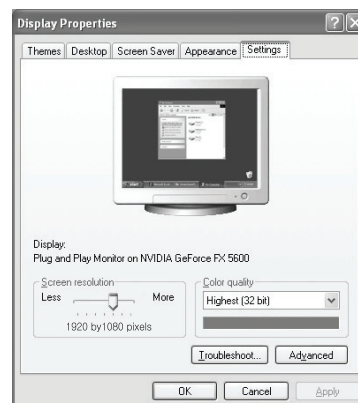 Display Properties
Themes Desktop Screen Saver Appearance Settings
Display:
Plug and Play Monitor on NVIDIA GeForce FX 5600
Screen resolution
Less More
1920 by1080 pixels
Color quality
Highest (32 bit)
Troubleshoot... Advanced
OK Cancel Apply